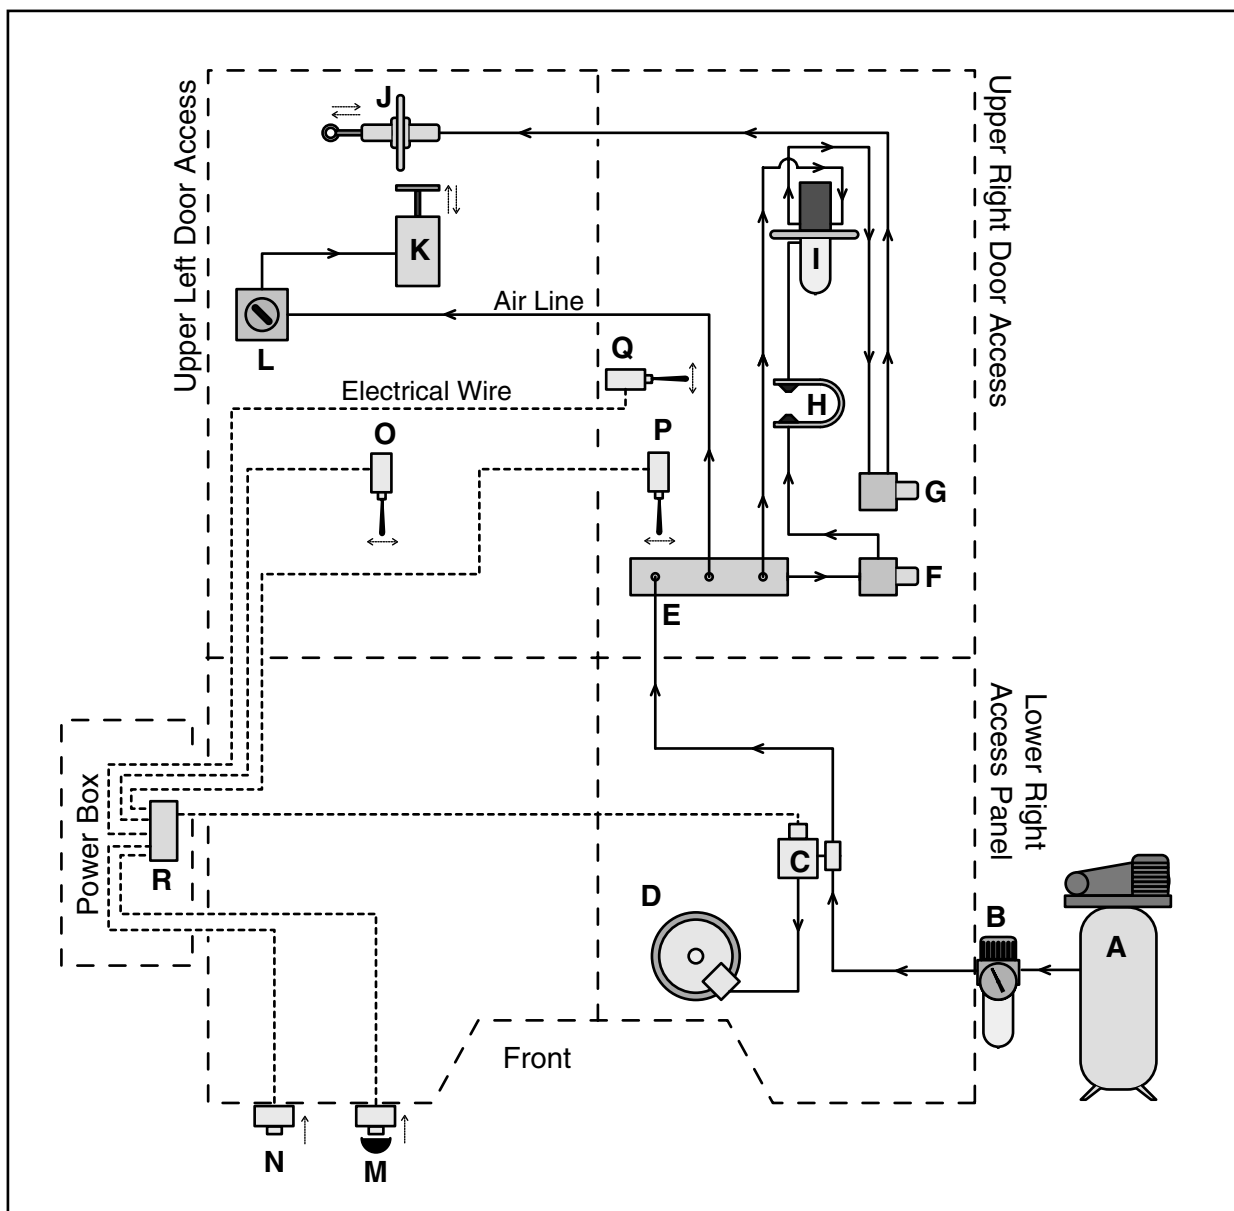 Upper Left Door Access
Upper Right Door Access
J
K
I
Air Line
L
Q
H
Electrical Wire
O
P
G
F
E
Lower Right
Access Panel
Power Box
C
R
D
B
A
Front
N
M